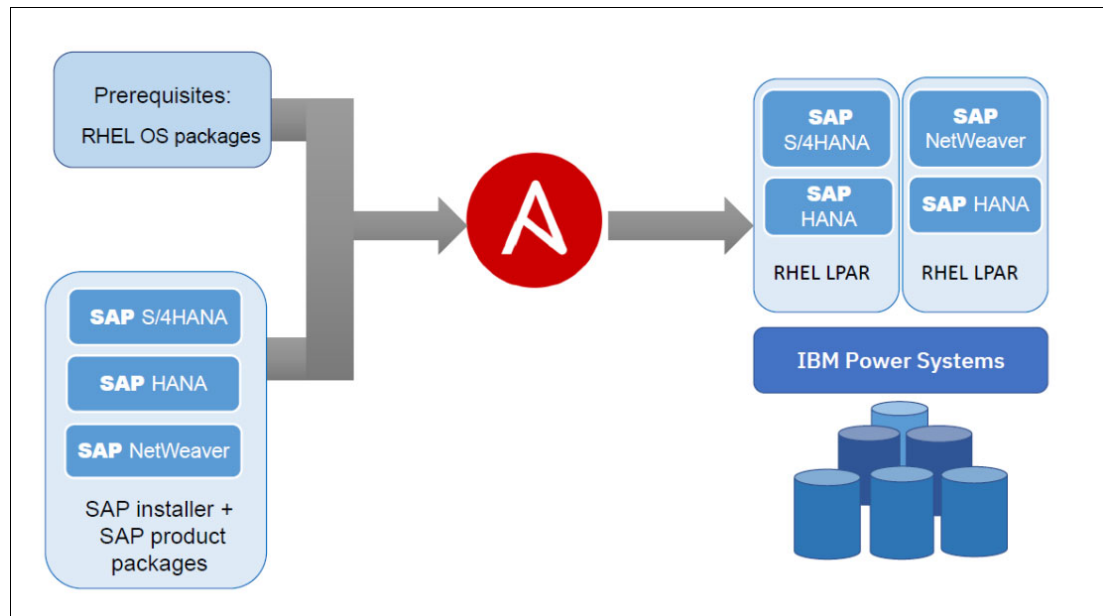 Prerequisites:
RHEL OS packages
SAP S/4HANA
SAP HANA
SAP NetWeaver
SAP installer +
SAP product
packages
A
SAP
S/4HANA
SAP
HANA
RHEL LPAR
SAP
NetWeaver
SAP HANA
RHEL LPAR
IBM Power Systems